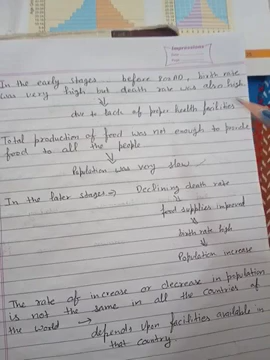 In the early stages before 20AD, birth rate
was very high but death rate was also high
due to lack of proper health facilities
Total production of food was not enough to provide
food to all the people
Population was very slow
In the later stages → Declining death rate
food supplies improved
birth rate high
Population increase
The rate of increase or decrease in population
is not the same in all the countries of
the world → depends upon facilities available in
that country